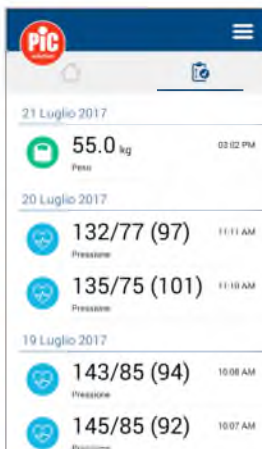 PiC
solution
21 Luglio 2017
55.0 kg
03:02 PM
Peso
20 Luglio 2017
132/77 (97)
11:11 AM
Pressione
135/75 (101)
11:10 AM
Pressione
19 Luglio 2017
143/85 (94)
10:08 AM
Pressione
145/85 (92)
10:07 AM
Pressione